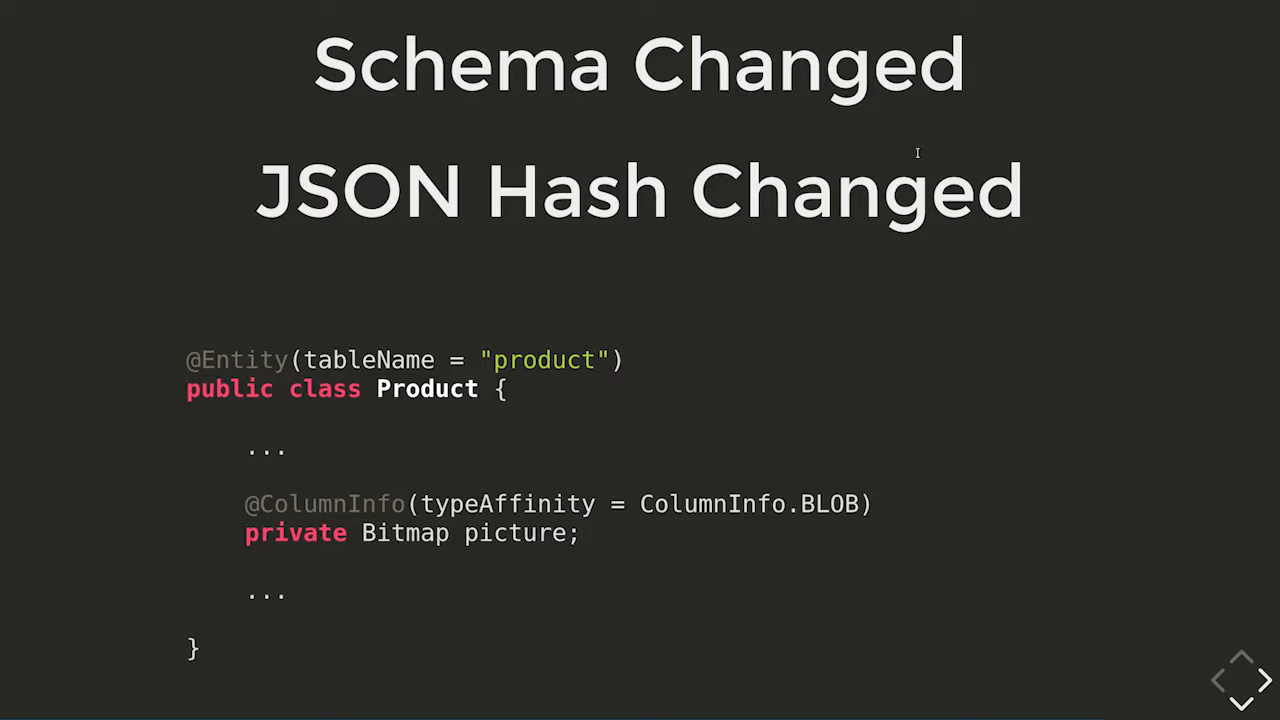 Schema Changed
JSON Hash Changed
@Entity(tableName = "product")
public class Product {
...
@ColumnInfo(typeAffinity = ColumnInfo.BLOB)
private Bitmap picture;
...
}